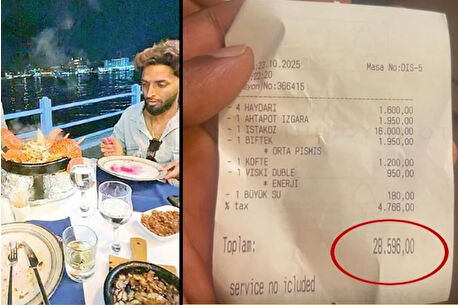 :23.10.2025 Masa No:DIS-5
:22:20
syon No:366415
- 4 HAYDARI 1.600,00
- 1 AHTAPOT IZGARA 1.950,00
- 1 ISTAKOZ 16.000,00
- 1 BIFTEK 1.950,00
* ORTA PISMIS
- 1 KOFTE 1.200,00
- 1 VISKI DUBLE 950,00
* ENERJI
- 1 BÜYÜK SU 180,00
% tax 4.766,00
Toplam: 28.596,00
service no icluded